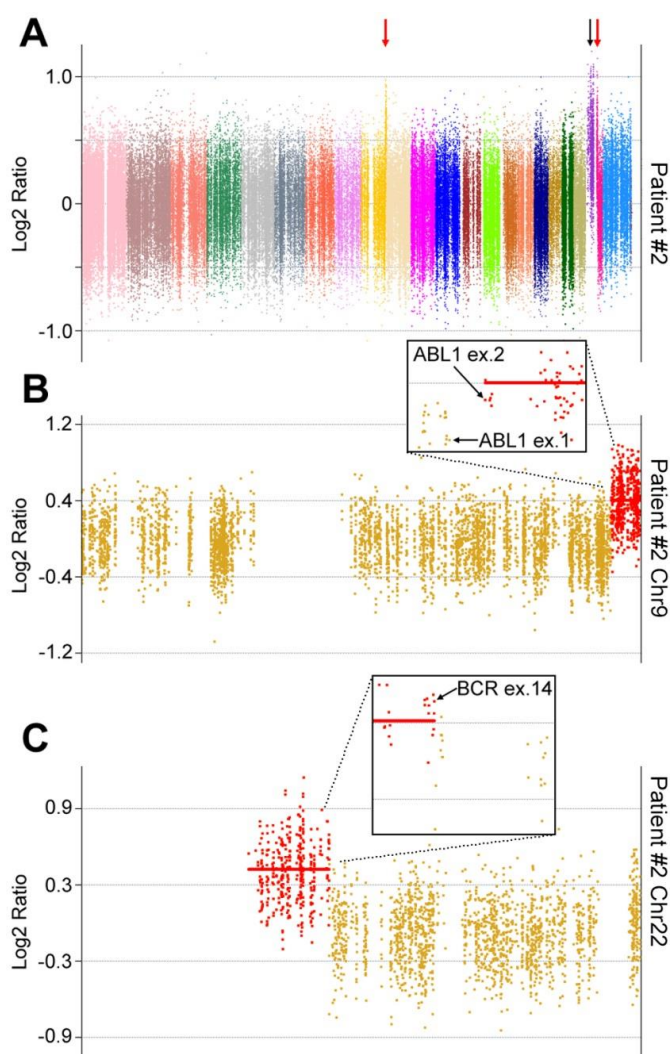 A
1.0
0
-1.0
Log2 Ratio
Patient #2
B
ABL1 ex.2
ABL1 ex.1
1.2
0.4
-0.4
-1.2
Log2 Ratio
Patient #2 Chr9
C
BCR ex.14
0.9
0.3
-0.3
-0.9
Log2 Ratio
Patient #2 Chr22